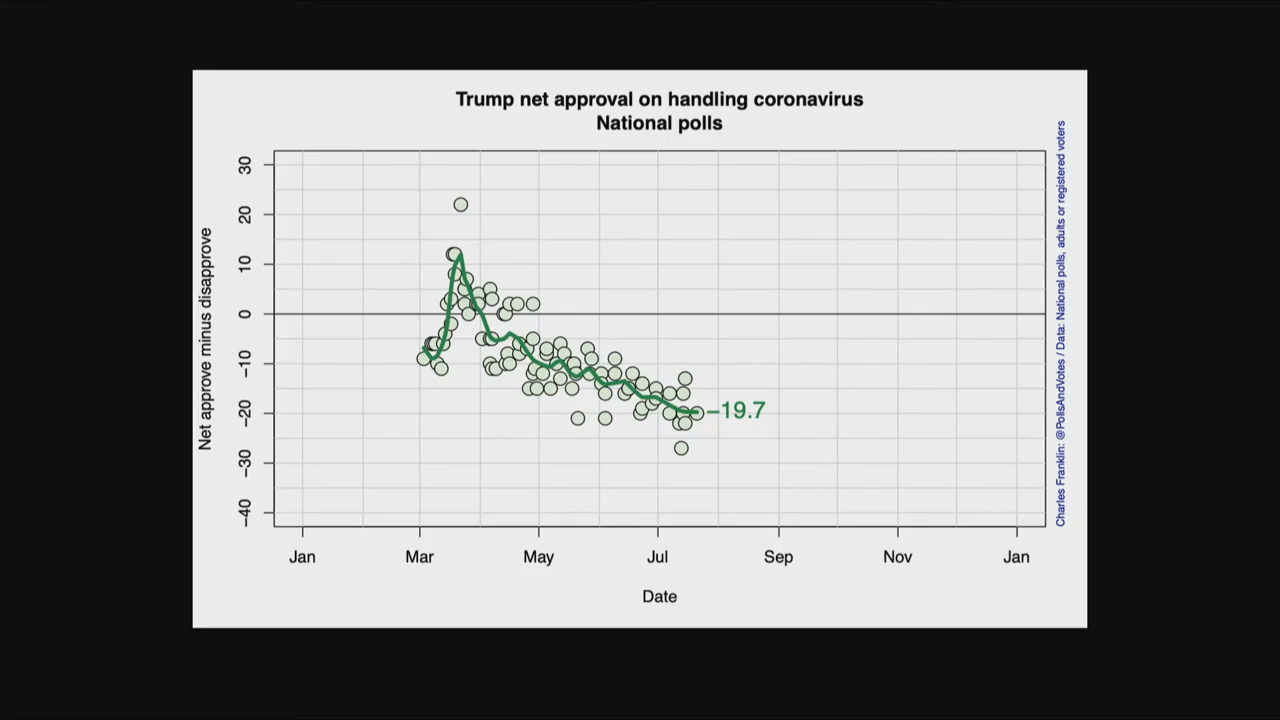 Trump net approval on handling coronavirus
National polls
Net approve minus disapprove
30
20
10
0
−10
−20
−30
−40
−19.7
Jan
Mar
May
Jul
Sep
Nov
Jan
Date
Charles Franklin: @PollsAndVotes / Data: National polls, adults or registered voters